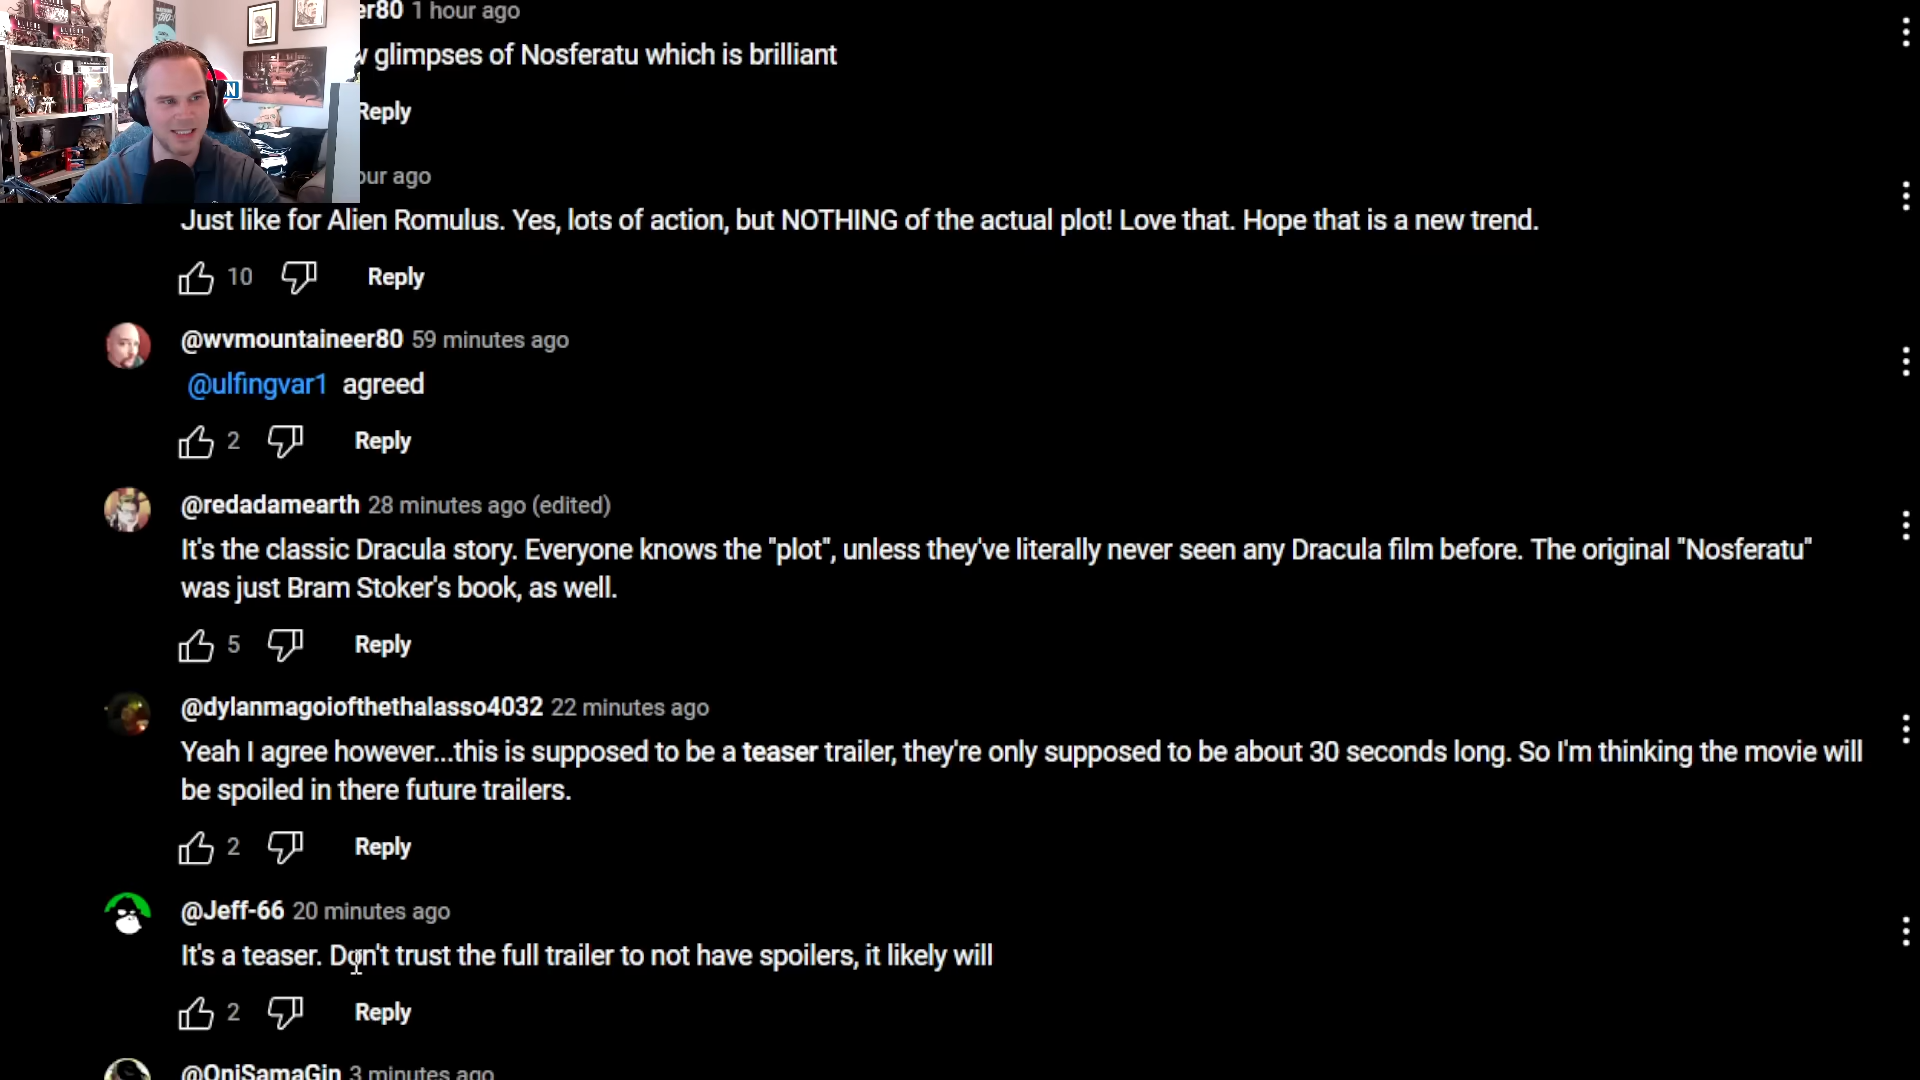 er80 1 hour ago
glimpses of Nosferatu which is brilliant
Reply
our ago
Just like for Alien Romulus. Yes, lots of action, but NOTHING of the actual plot! Love that. Hope that is a new trend.
10 Reply
@wvmountaineer80 59 minutes ago
@ulfingvar1 agreed
2 Reply
@redadamearth 28 minutes ago (edited)
It's the classic Dracula story. Everyone knows the "plot", unless they've literally never seen any Dracula film before. The original "Nosferatu"
was just Bram Stoker's book, as well.
5 Reply
@dylanmagoiofthethalasso4032 22 minutes ago
Yeah I agree however...this is supposed to be a teaser trailer, they're only supposed to be about 30 seconds long. So I'm thinking the movie will
be spoiled in there future trailers.
2 Reply
@Jeff-66 20 minutes ago
It's a teaser. Don't trust the full trailer to not have spoilers, it likely will
2 Reply
@OniSamaGin 3 minutes ago